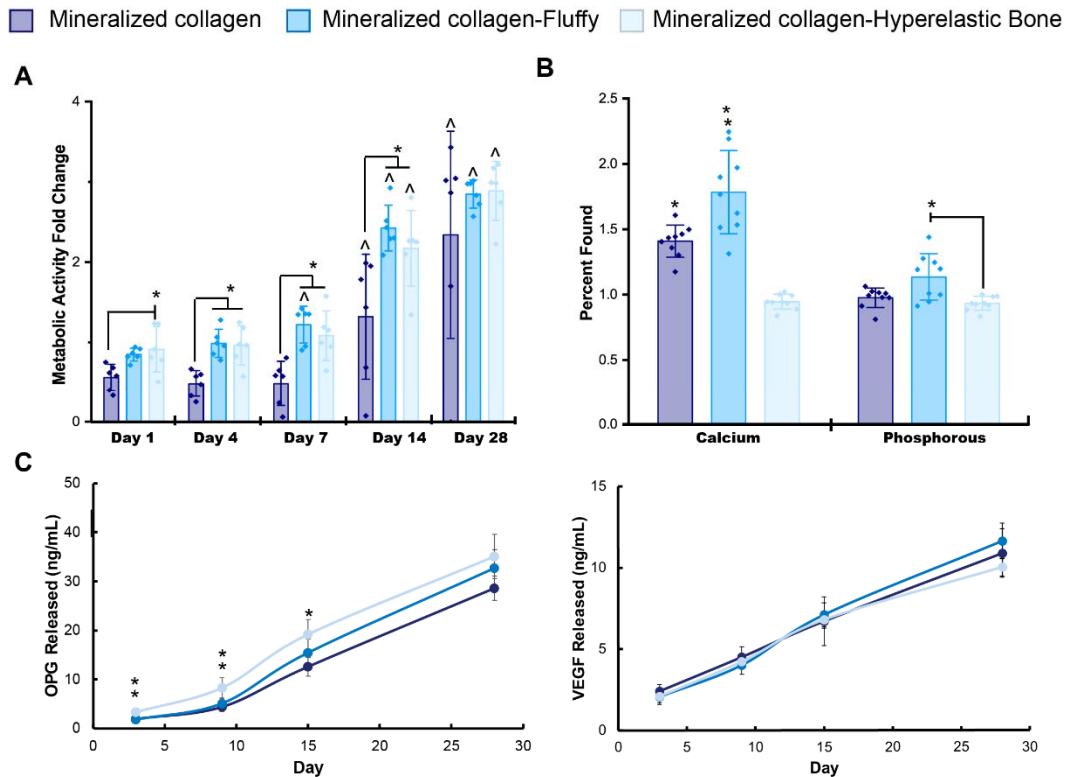 Mineralized collagen Mineralized collagen-Fluffy Mineralized collagen-Hyperelastic Bone
A
Metabolic Activity Fold Change
4
2
0
* * * *
^ ^ ^ ^ ^ ^ ^
Day 1 Day 4 Day 7 Day 14 Day 28
B
Percent Found
2.5
2.0
1.5
1.0
0.5
0.0
* ** *
Calcium Phosphorous
C
OPG Released (ng/mL)
50
40
30
20
10
0
** ** *
0 5 10 15 20 25 30
Day
VEGF Released (ng/mL)
15
10
5
0
0 5 10 15 20 25 30
Day